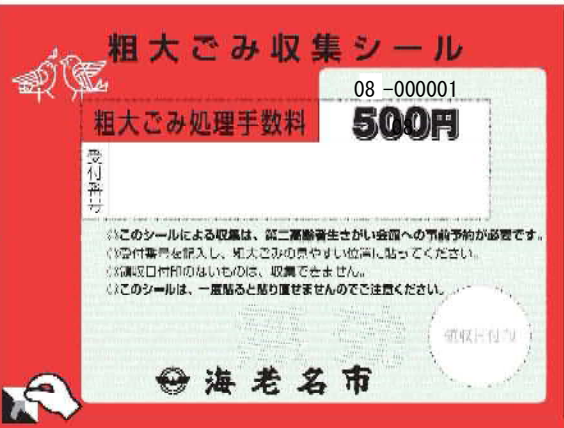 粗大ごみ収集シール
08 -000001
粗大ごみ処理手数料
500円
受付番号
※このシールによる収集は、第二高齢者生きがい会館への事前予約が必要です。
※受付番号を記入し、粗大ごみの見やすい位置に貼ってください。
※領収日付印のないものは、収集できません。
※このシールは、一度貼ると貼り直せませんのでご注意ください。
領収日付印
海老名市